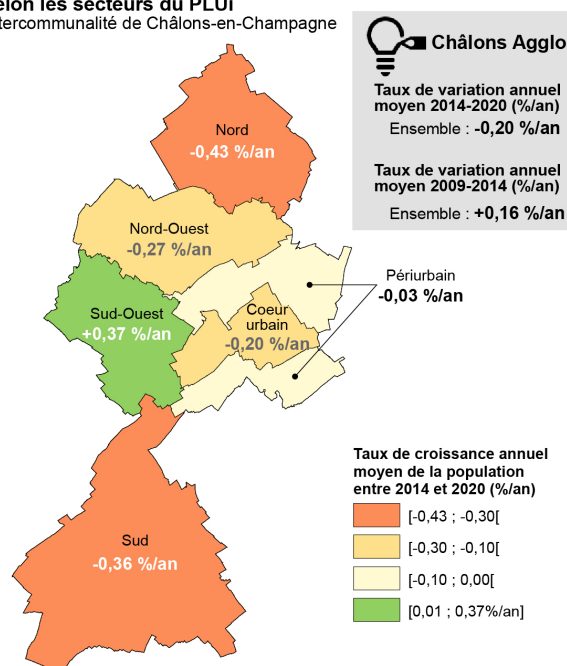 elon les secteurs du PLUi
ntercommunalité de Châlons-en-Champagne
Châlons Agglo
Taux de variation annuel
moyen 2014-2020 (%/an)
Ensemble : -0,20 %/an
Taux de variation annuel
moyen 2009-2014 (%/an)
Ensemble : +0,16 %/an
Nord
-0,43 %/an
Nord-Ouest
-0,27 %/an
Périurbain
-0,03 %/an
Sud-Ouest
+0,37 %/an
Coeur
urbain
-0,20 %/an
Sud
-0,36 %/an
Taux de croissance annuel
moyen de la population
entre 2014 et 2020 (%/an)
[-0,43 ; -0,30[
[-0,30 ; -0,10[
[-0,10 ; 0,00[
[0,01 ; 0,37%/an]